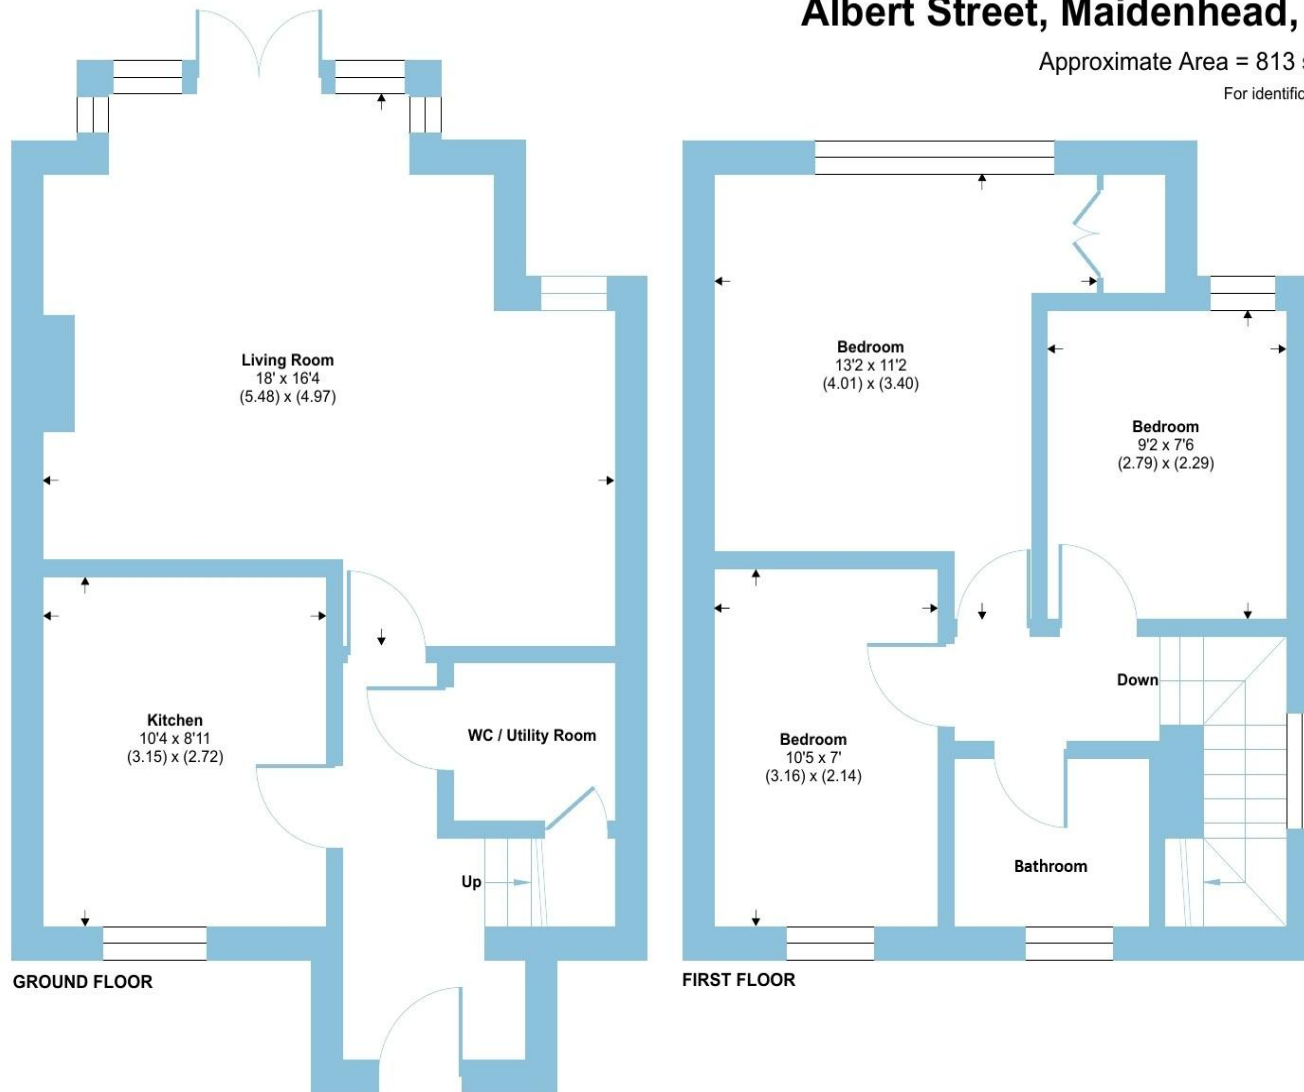 Albert Street, Maidenhead,
Approximate Area = 813
For
Living Room
18' x 16'4
(5.48) x (4.97)
Kitchen
10'4 x 8'11
(3.15) x (2.72)
WC / Utility Room
Up
GROUND FLOOR
Bedroom
13'2 x 11'2
(4.01) x (3.40)
Bedroom
9'2 x 7'6
(2.79) x (2.29)
Down
Bedroom
10'5 x 7'
(3.16) x (2.14)
Bathroom
FIRST FLOOR